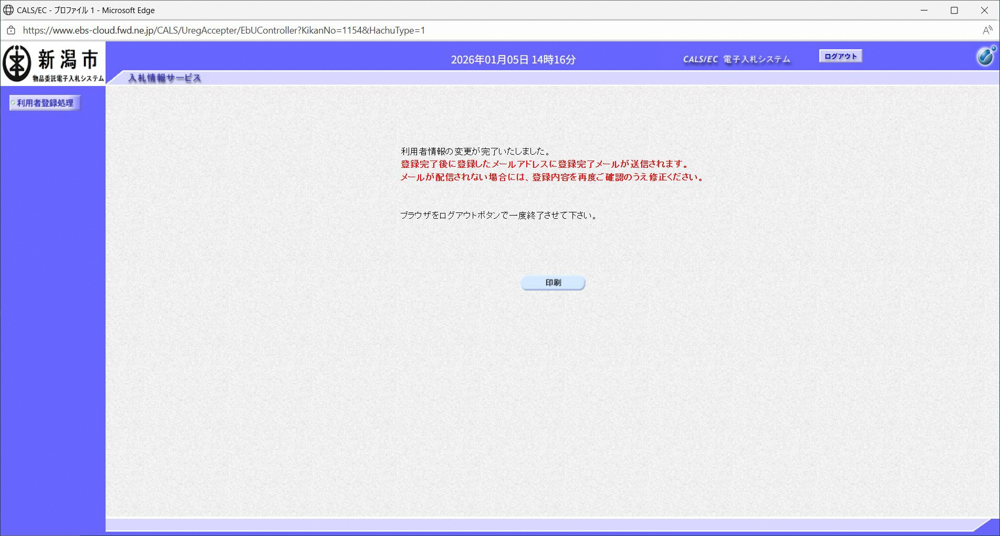 CALS/EC - プロファイル 1 - Microsoft Edge
https://www.ebs-cloud.fwd.ne.jp/CALS/UregAccepter/EbUController?KikanNo=1154&HachuType=1
新潟市
物品委託電子入札システム
2026年01月05日 14時16分
CALS/EC 電子入札システム
ログアウト
入札情報サービス
利用者登録処理
利用者情報の変更が完了いたしました。
登録完了後に登録したメールアドレスに登録完了メールが送信されます。
メールが配信されない場合には、登録内容を再度ご確認のうえ修正ください。
ブラウザをログアウトボタンで一度終了させて下さい。
印刷